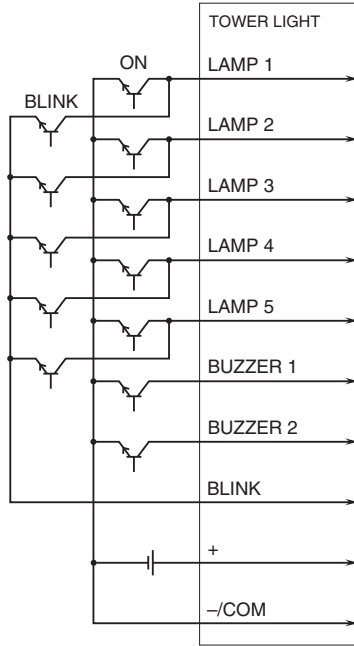 TOWER LIGHT
ON
LAMP 1
BLINK
LAMP 2
LAMP 3
LAMP 4
LAMP 5
BUZZER 1
BUZZER 2
BLINK
+
–/COM